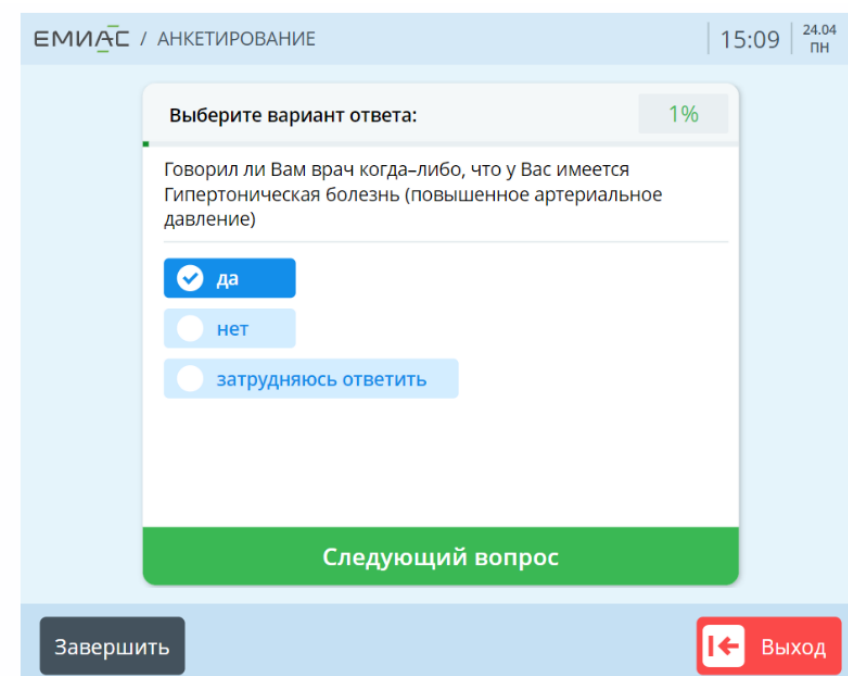 ЕМИАС / АНКЕТИРОВАНИЕ
15:09
24.04
ПН
Выберите вариант ответа:
1%
Говорил ли Вам врач когда–либо, что у Вас имеется
Гипертоническая болезнь (повышенное артериальное
давление)
да
нет
затрудняюсь ответить
Следующий вопрос
Завершить
Выход